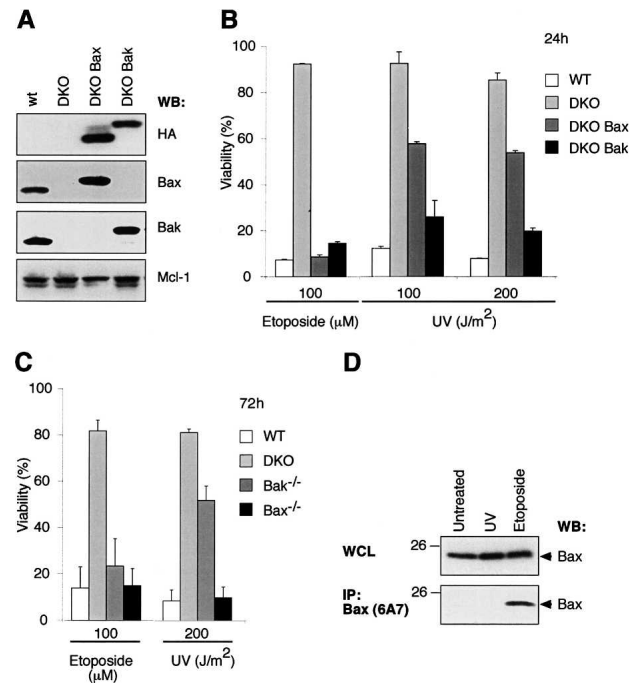 A
wt
DKO
DKO Bax
DKO Bak
WB:
HA
Bax
Bak
Mcl-1
B
24h
Viability (%)
100
80
60
40
20
0
WT
DKO
DKO Bax
DKO Bak
100
100
200
Etoposide (μM)
UV (J/m²)
C
72h
Viability (%)
100
80
60
40
20
0
WT
DKO
Bak-/-
Bax-/-
100
200
Etoposide
(μM)
UV (J/m²)
D
Untreated
UV
Etoposide
WB:
WCL
26
Bax
IP:
Bax (6A7)
26
Bax